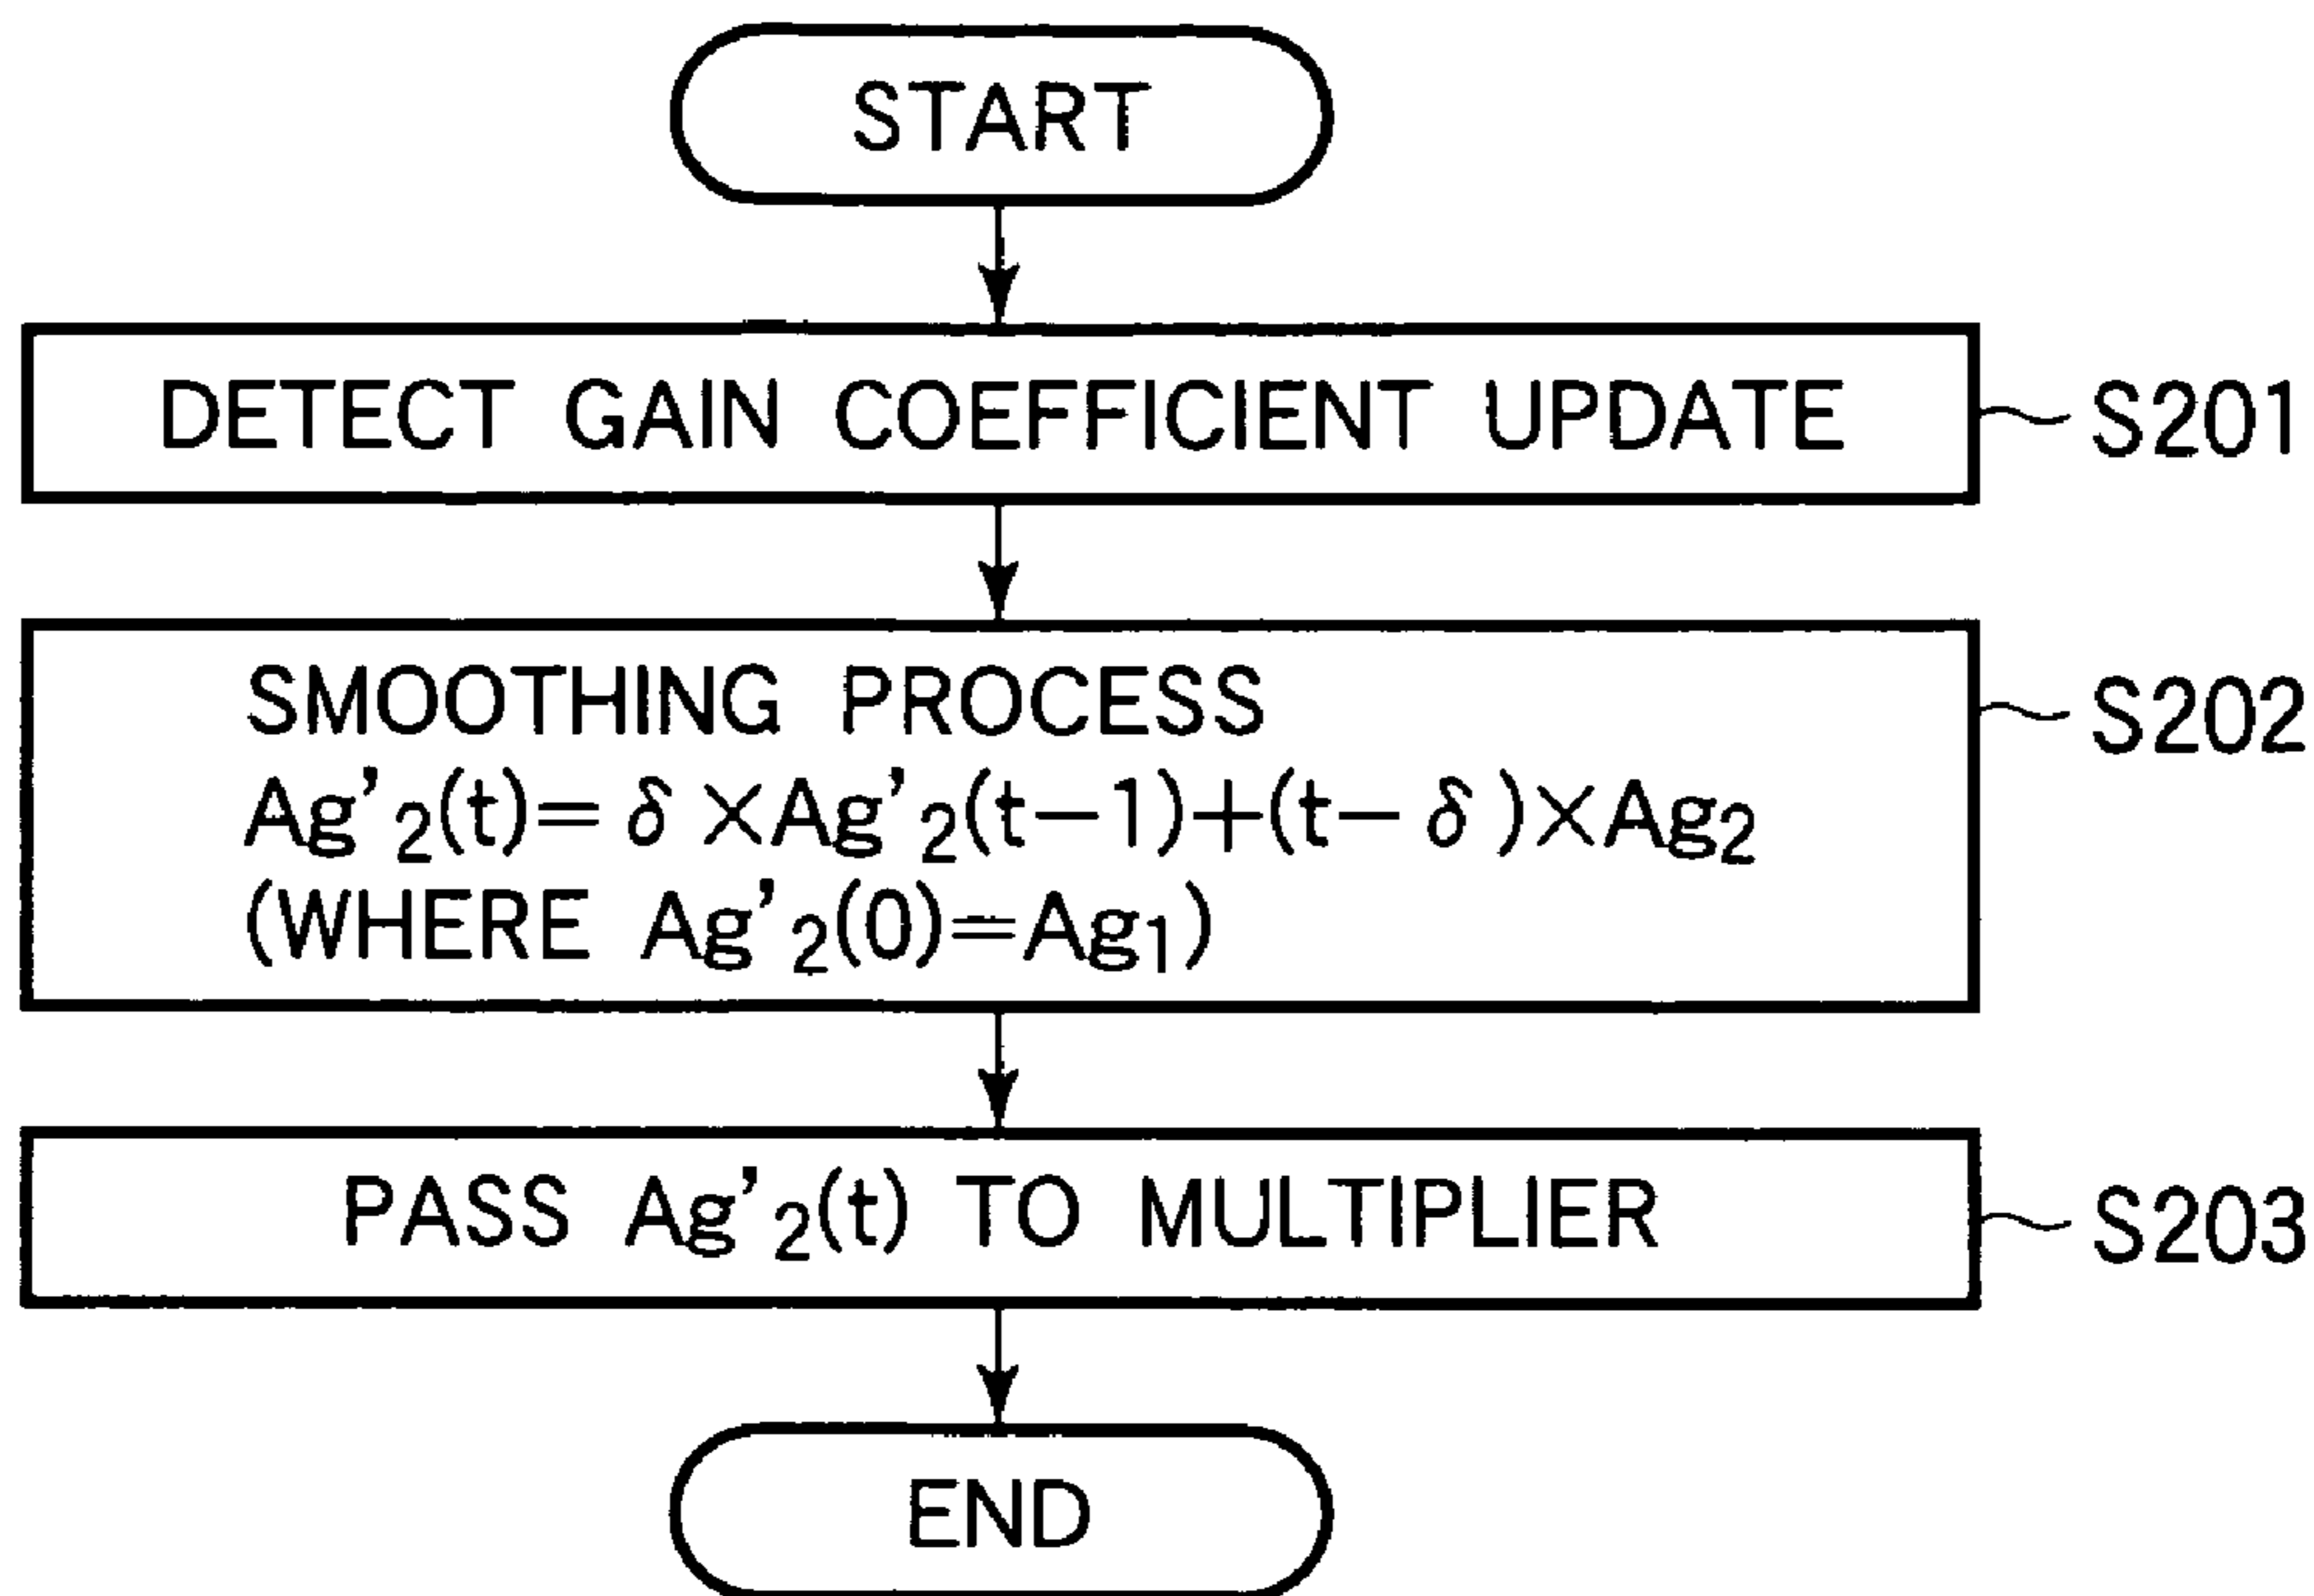 START
DETECT GAIN COEFFICIENT UPDATE
S201
SMOOTHING PROCESS
S202
Ag'₂(t)= δ ×Ag'₂(t−1)+(t− δ )×Ag₂
(WHERE Ag'₂(0)=Ag₁)
PASS Ag'₂(t) TO MULTIPLIER
S203
END